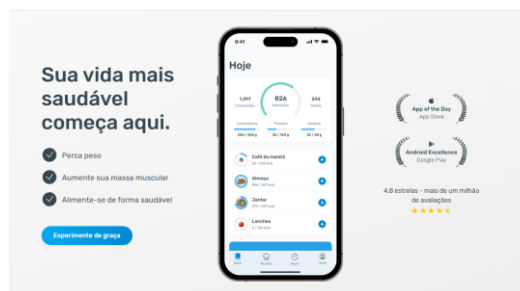 Sua vida mais
saudável
começa aqui.
Perca peso
Aumente sua massa muscular
Alimente-se de forma saudável
Experimente de graça
9:41
Hoje
1,291
826
244
Carboidratos
Proteína
Gordura
Café da manhã
Almoço
Jantar
Lanches
App of the Day
App Store
Android Excellence
Google Play
4,8 estrelas - mais de um milhão
de avaliações